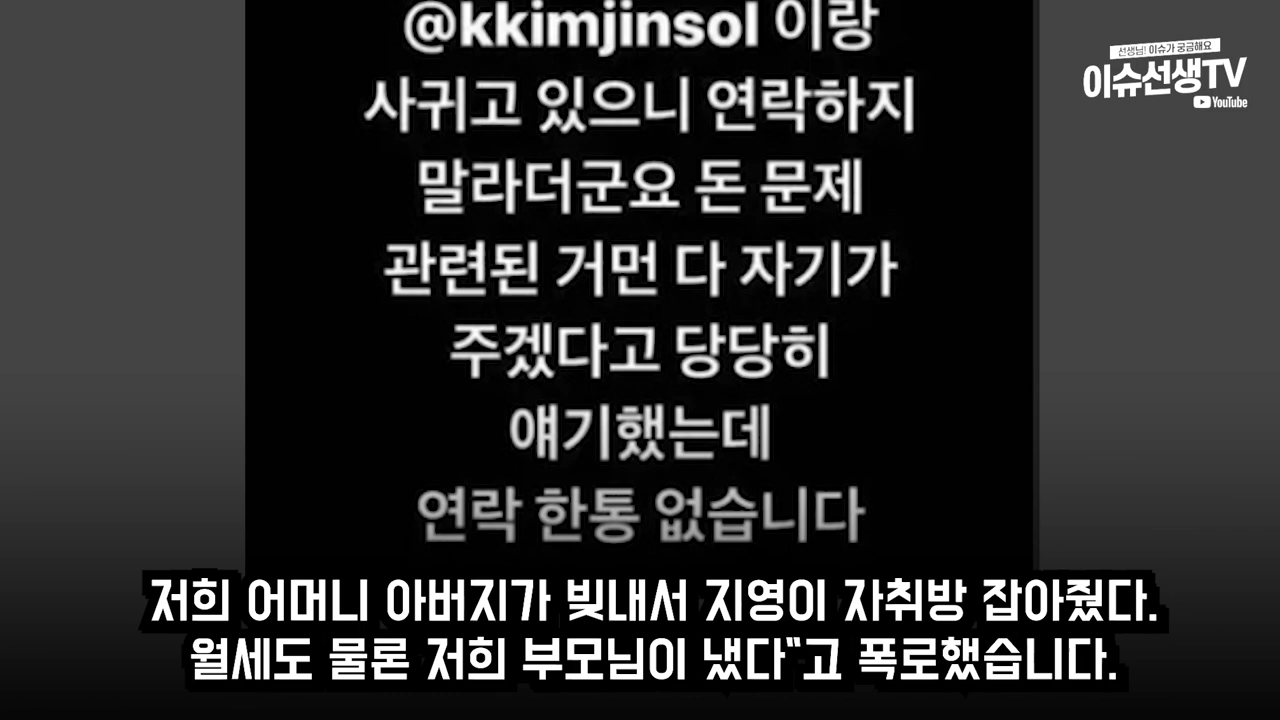 @kkimjinsol 이랑
사귀고 있으니 연락하지
말라더군요 돈 문제
관련된 거먼 다 자기가
주겠다고 당당히
얘기했는데
연락 한통 없습니다
선생님! 이슈가 궁금해요
이슈선생TV
YouTube
저희 어머니 아버지가 빚내서 지영이 자취방 잡아줬다.
월세도 물론 저희 부모님이 냈다"고 폭로했습니다.